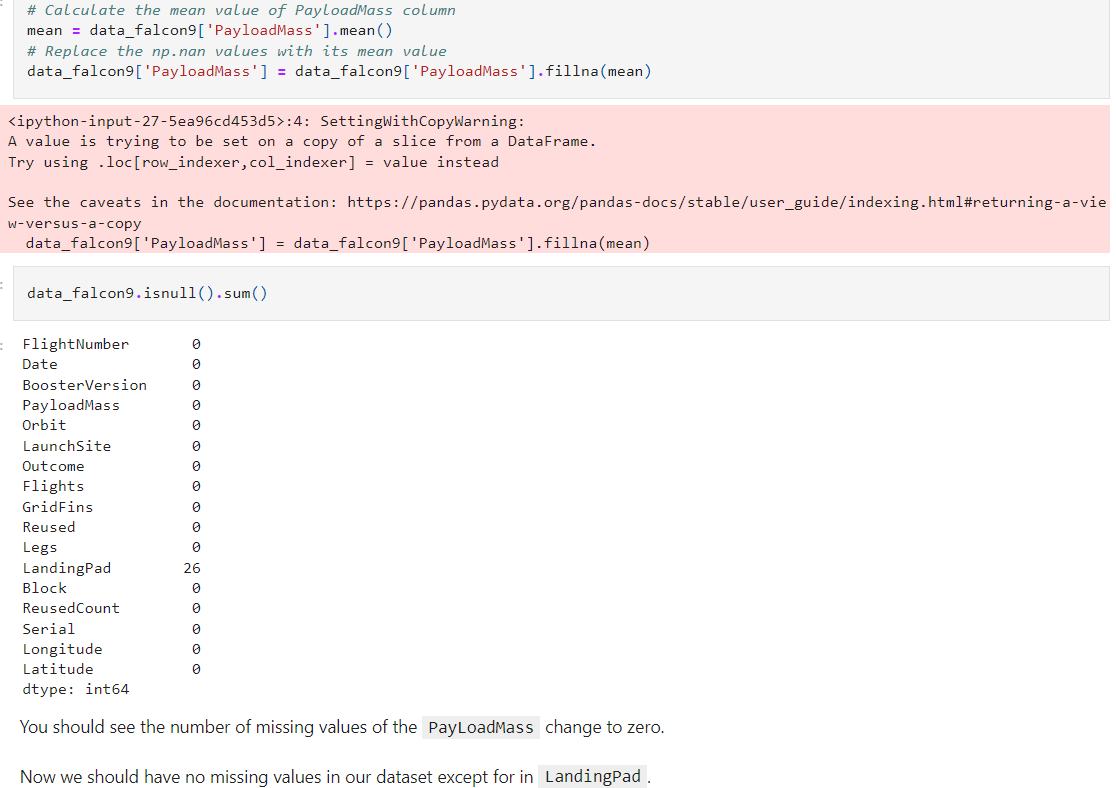 # Calculate the mean value of PayloadMass column
mean = data_falcon9['PayloadMass'].mean()
# Replace the np.nan values with its mean value
data_falcon9['PayloadMass'] = data_falcon9['PayloadMass'].fillna(mean)
<ipython-input-27-5ea96cd453d5>:4: SettingWithCopyWarning:
A value is trying to be set on a copy of a slice from a DataFrame.
Try using .loc[row_indexer,col_indexer] = value instead
See the caveats in the documentation: https://pandas.pydata.org/pandas-docs/stable/user_guide/indexing.html#returning-a-vie
w-versus-a-copy
data_falcon9['PayloadMass'] = data_falcon9['PayloadMass'].fillna(mean)
data_falcon9.isnull().sum()
FlightNumber 0
Date 0
BoosterVersion 0
PayloadMass 0
Orbit 0
LaunchSite 0
Outcome 0
Flights 0
GridFins 0
Reused 0
Legs 0
LandingPad 26
Block 0
ReusedCount 0
Serial 0
Longitude 0
Latitude 0
dtype: int64
You should see the number of missing values of the PayLoadMass change to zero.
Now we should have no missing values in our dataset except for in LandingPad.